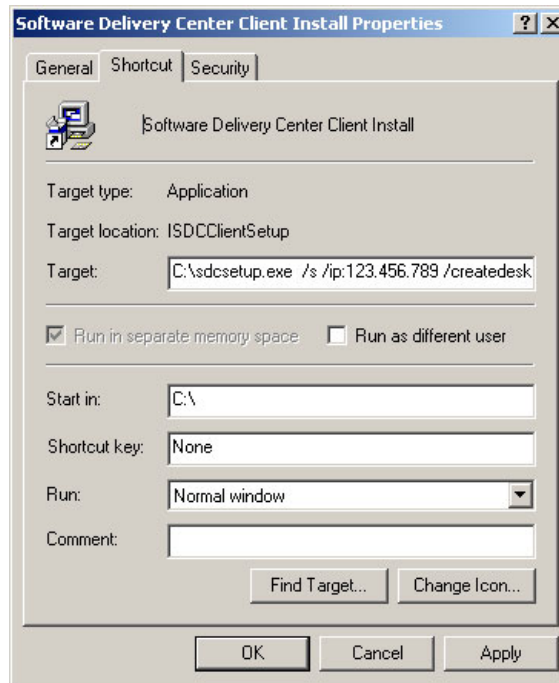 Software Delivery Center Client Install Properties ? X
General Shortcut Security
Software Delivery Center Client Install
Target type: Application
Target location: ISDCClientSetup
Target: C:\sdcsetup.exe /s /ip:123.456.789 /createdesk
Run in separate memory space Run as different user
Start in: C:\
Shortcut key: None
Run: Normal window
Comment:
Find Target... Change Icon...
OK Cancel Apply